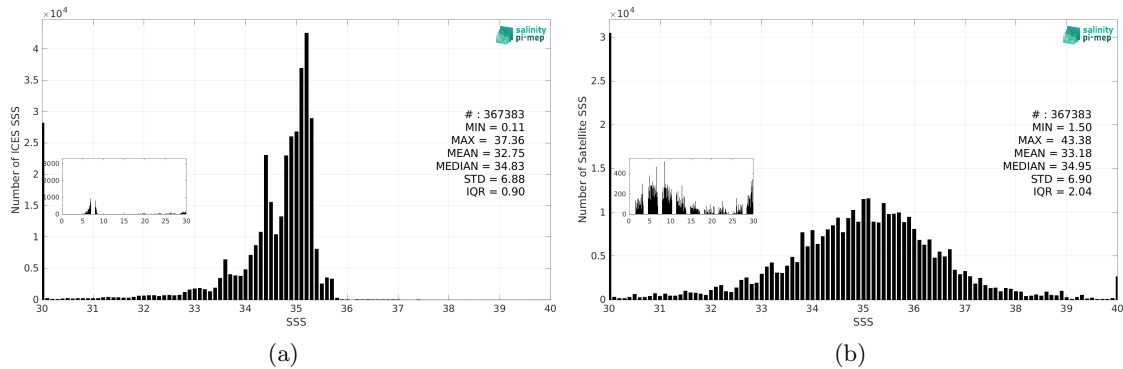 ×10⁴
4
3.5
3
2.5
2
1.5
1
0.5
0
Number of ICES SSS
30 31 32 33 34 35 36 37 38 39 40
SSS
salinity
pi-mep
# : 367383
MIN = 0.11
MAX = 37.36
MEAN = 32.75
MEDIAN = 34.83
STD = 6.88
IQR = 0.90
3000
2000
1000
0
0 5 10 15 20 25 30
(a)
×10⁴
3
2.5
2
1.5
1
0.5
0
Number of Satellite SSS
30 31 32 33 34 35 36 37 38 39 40
SSS
salinity
pi-mep
# : 367383
MIN = 1.50
MAX = 43.38
MEAN = 33.18
MEDIAN = 34.95
STD = 6.90
IQR = 2.04
400
200
0
0 5 10 15 20 25 30
(b)